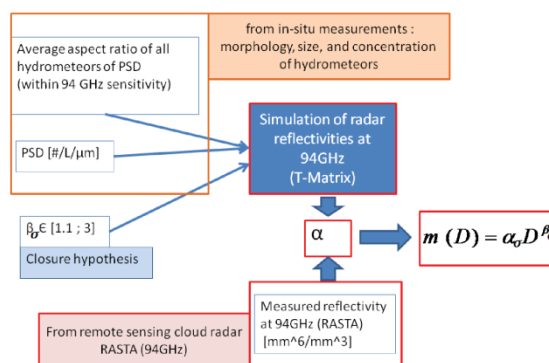 from in-situ measurements :
morphology, size, and concentration
of hydrometeors
Average aspect ratio of all
hydrometeors of PSD
(within 94 GHz sensitivity)
PSD [#/L/µm]
β_σ ∈ [1.1 ; 3]
Closure hypothesis
Simulation of radar
reflectivities at
94GHz
(T-Matrix)
α
m (D) = α_σ D^β
Measured reflectivity
at 94GHz (RASTA)
[mm^6/mm^3]
From remote sensing cloud radar
RASTA (94GHz)